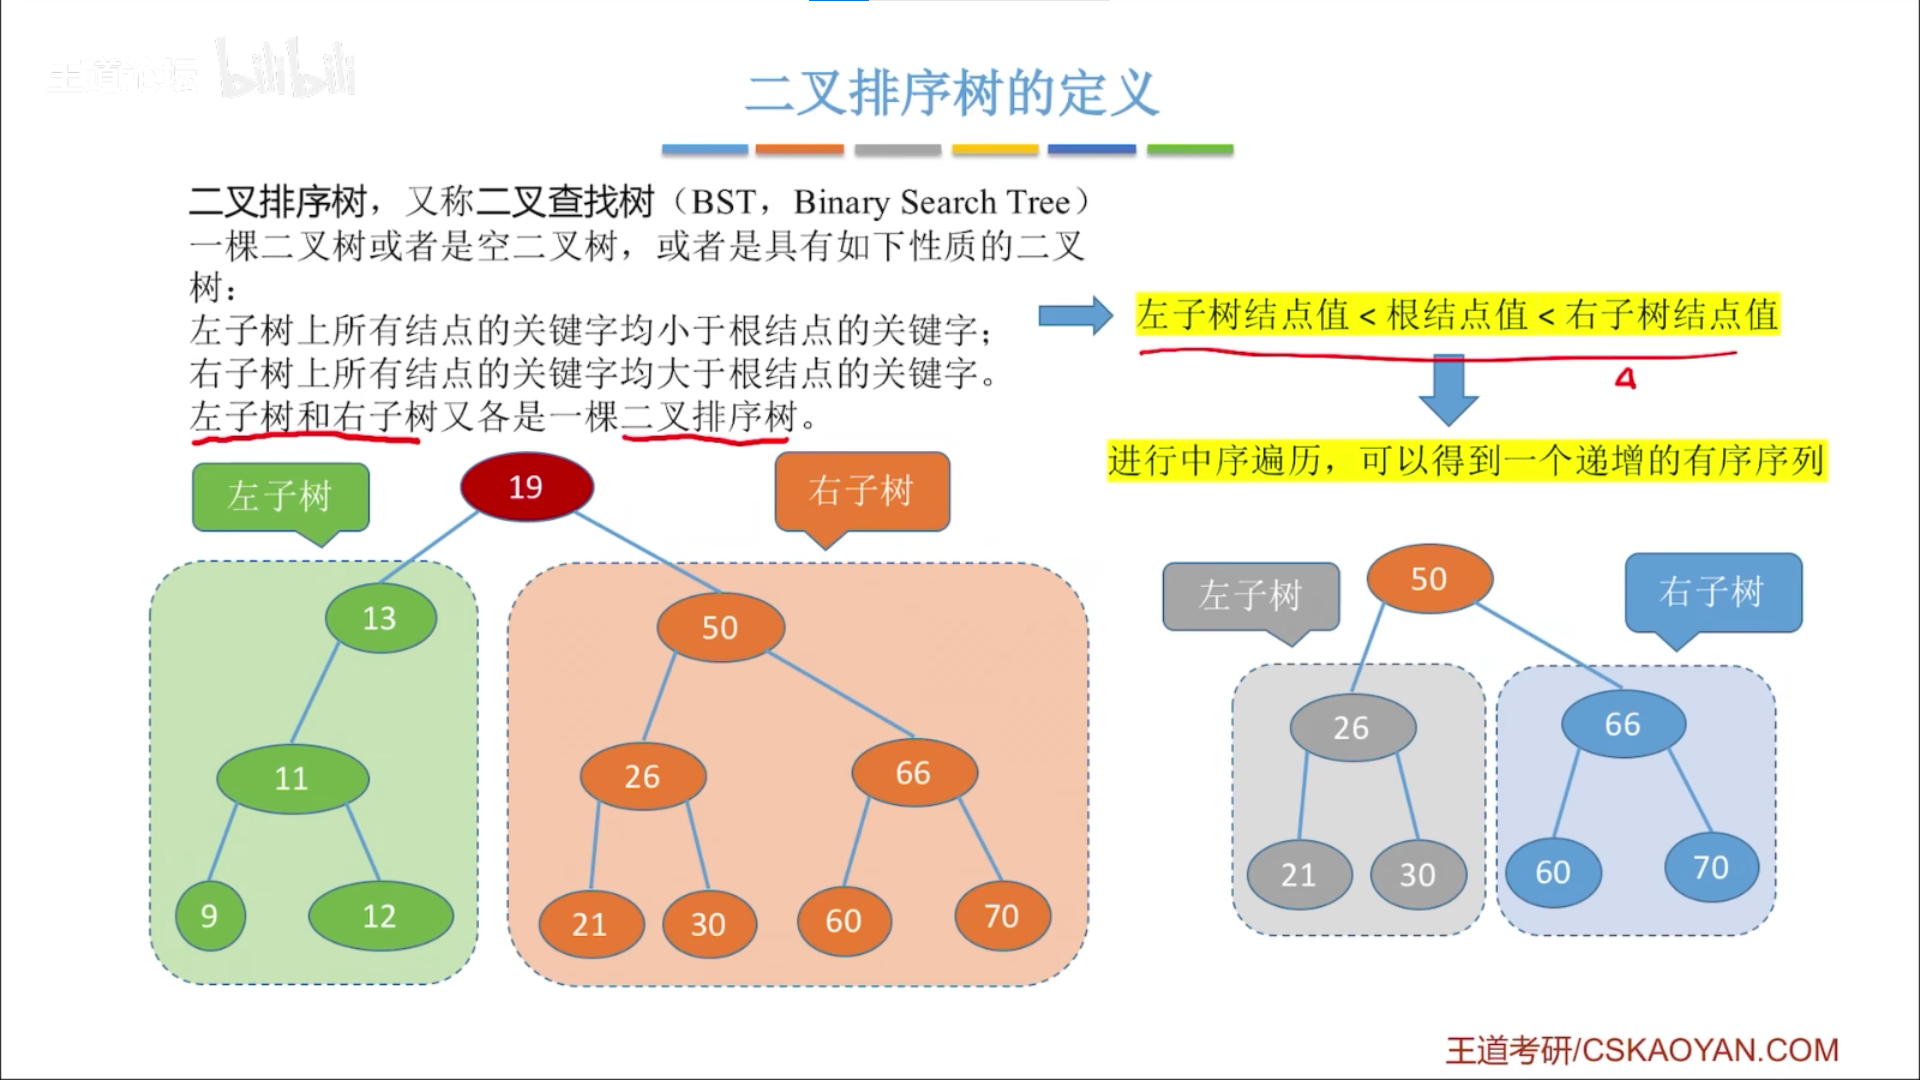 王道论坛 bilibili
二叉排序树的定义
二叉排序树，又称二叉查找树（BST，Binary Search Tree）
一棵二叉树或者是空二叉树，或者是具有如下性质的二叉
树：
左子树上所有结点的关键字均小于根结点的关键字；
右子树上所有结点的关键字均大于根结点的关键字。
左子树和右子树又各是一棵二叉排序树。
左子树结点值 < 根结点值 < 右子树结点值
进行中序遍历，可以得到一个递增的有序序列
左子树
19
右子树
13
50
11
26
66
9
12
21
30
60
70
左子树
50
右子树
26
66
21
30
60
70
王道考研/CSKAOYAN.COM